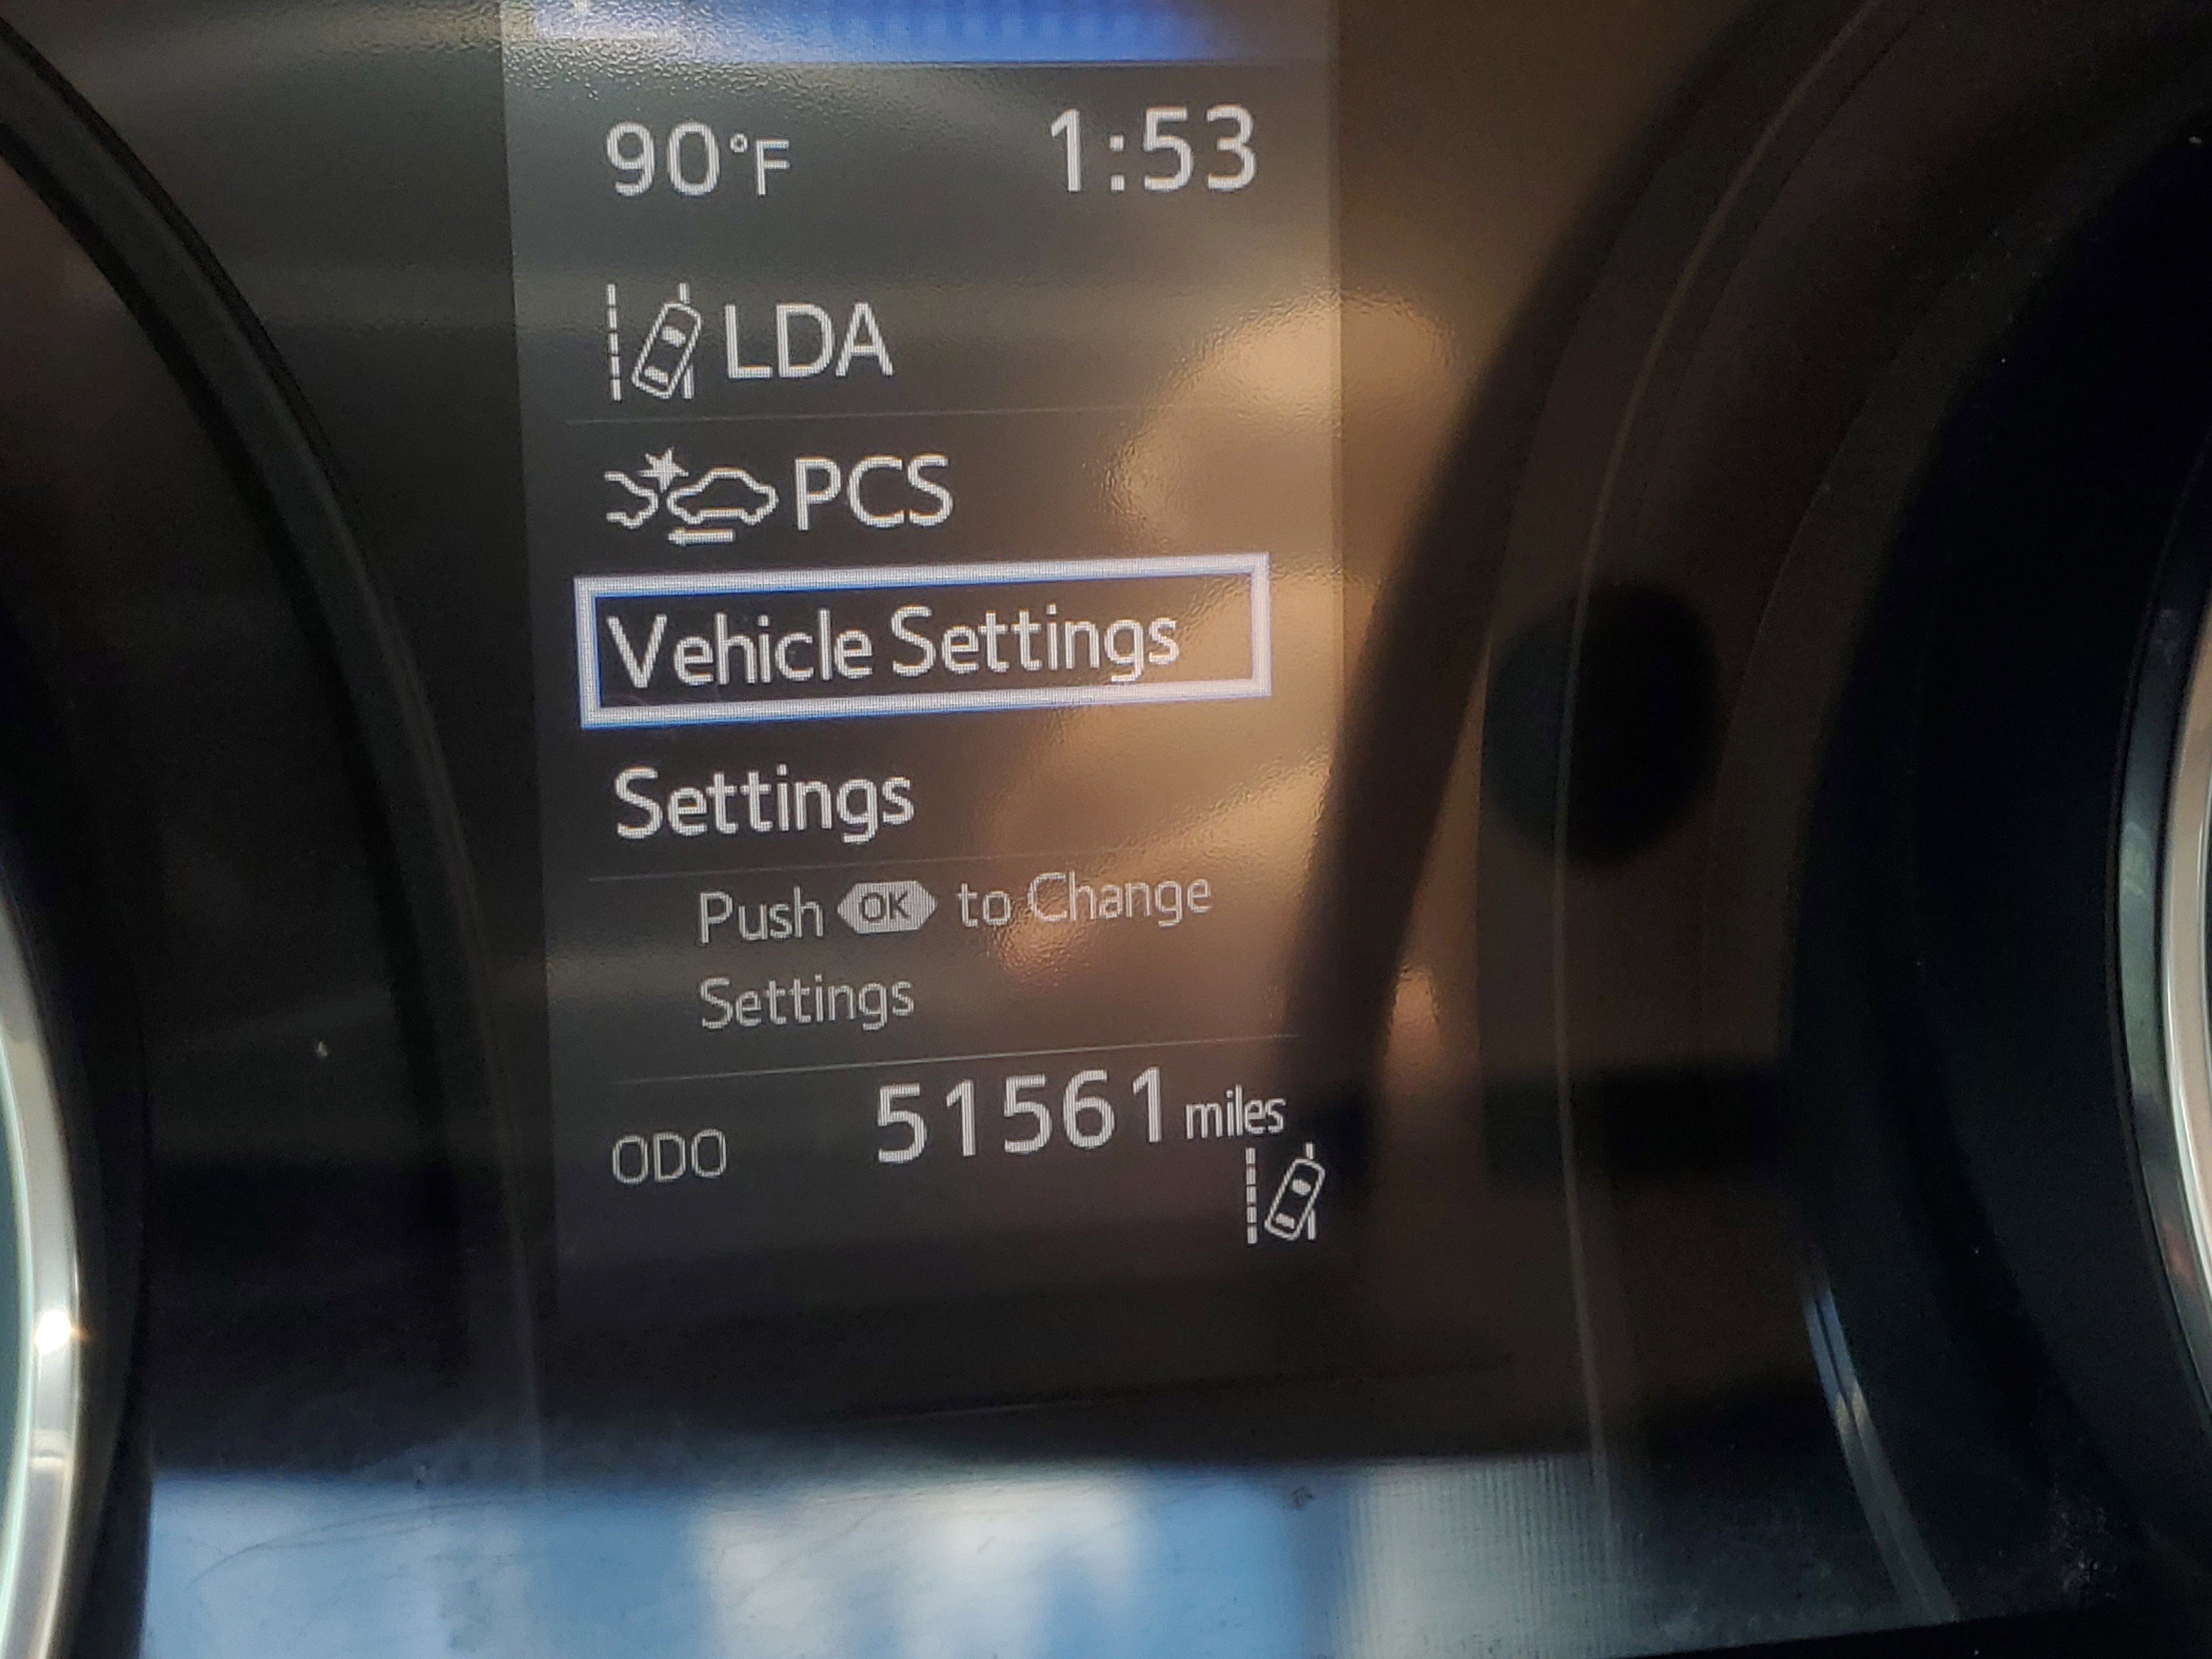 90°F 1:53
LDA
PCS
Vehicle Settings
Settings
Push OK to Change
Settings
ODO 51561 miles